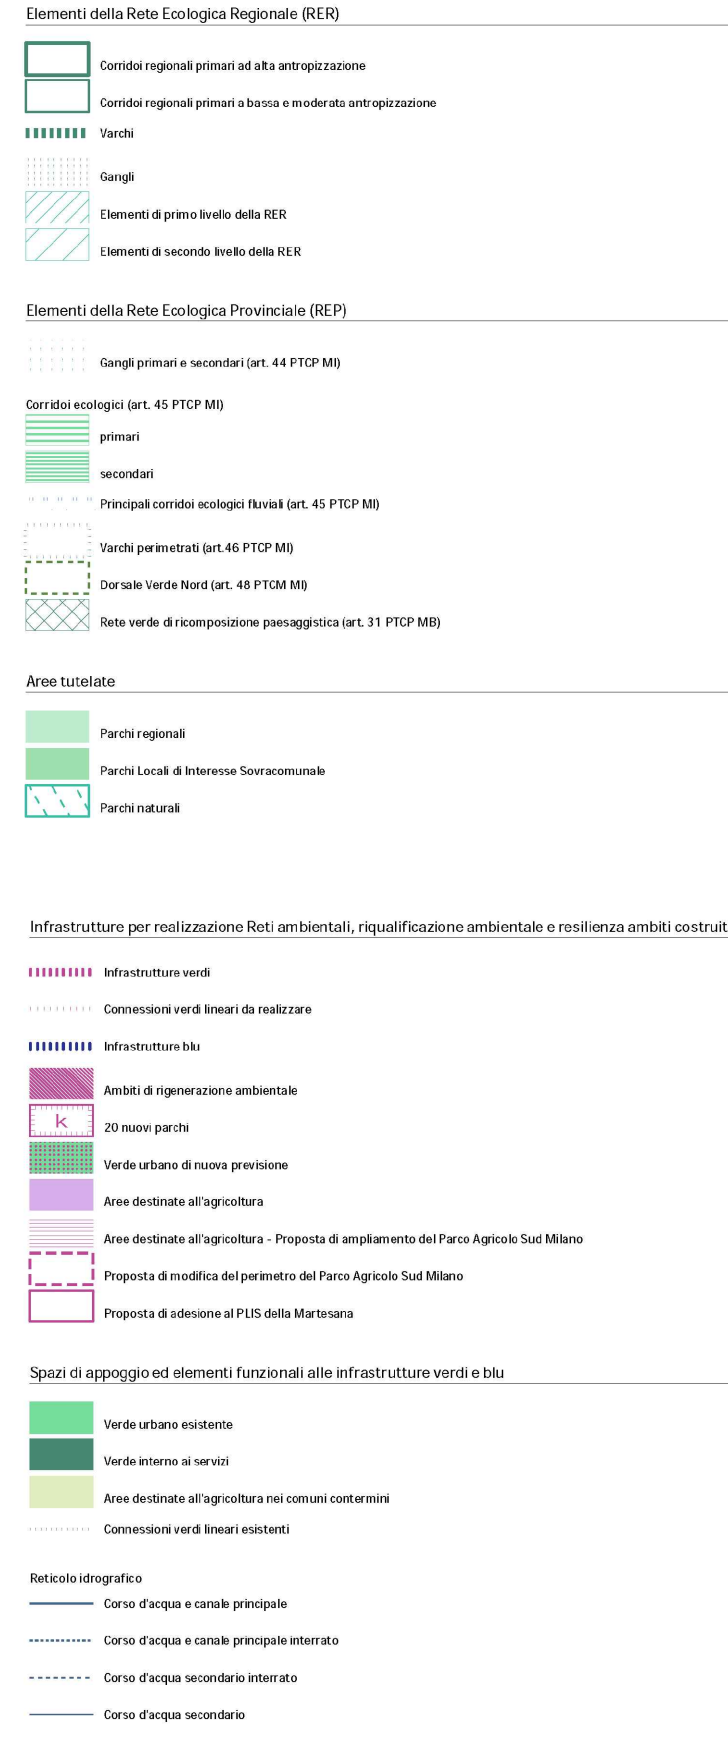 Elementi della Rete Ecologica Regionale (RER)
Corridoi regionali primari ad alta antropizzazione
Corridoi regionali primari a bassa e moderata antropizzazione
Varchi
Gangli
Elementi di primo livello della RER
Elementi di secondo livello della RER
Elementi della Rete Ecologica Provinciale (REP)
Gangli primari e secondari (art. 44 PTCP MI)
Corridoi ecologici (art. 45 PTCP MI)
primari
secondari
Principali corridoi ecologici fluviali (art. 45 PTCP MI)
Varchi perimetrati (art.46 PTCP MI)
Dorsale Verde Nord (art. 48 PTCM MI)
Rete verde di ricomposizione paesaggistica (art. 31 PTCP MB)
Aree tutelate
Parchi regionali
Parchi Locali di Interesse Sovracomunale
Parchi naturali
Infrastrutture per realizzazione Reti ambientali, riqualificazione ambientale e resilienza ambiti costruit
Infrastrutture verdi
Connessioni verdi lineari da realizzare
Infrastrutture blu
Ambiti di rigenerazione ambientale
k
20 nuovi parchi
Verde urbano di nuova previsione
Aree destinate all'agricoltura
Aree destinate all'agricoltura - Proposta di ampliamento del Parco Agricolo Sud Milano
Proposta di modifica del perimetro del Parco Agricolo Sud Milano
Proposta di adesione al PLIS della Martesana
Spazi di appoggio ed elementi funzionali alle infrastrutture verdi e blu
Verde urbano esistente
Verde interno ai servizi
Aree destinate all'agricoltura nei comuni contermini
Connessioni verdi lineari esistenti
Reticolo idrografico
Corso d'acqua e canale principale
Corso d'acqua e canale principale interrato
Corso d'acqua secondario interrato
Corso d'acqua secondario